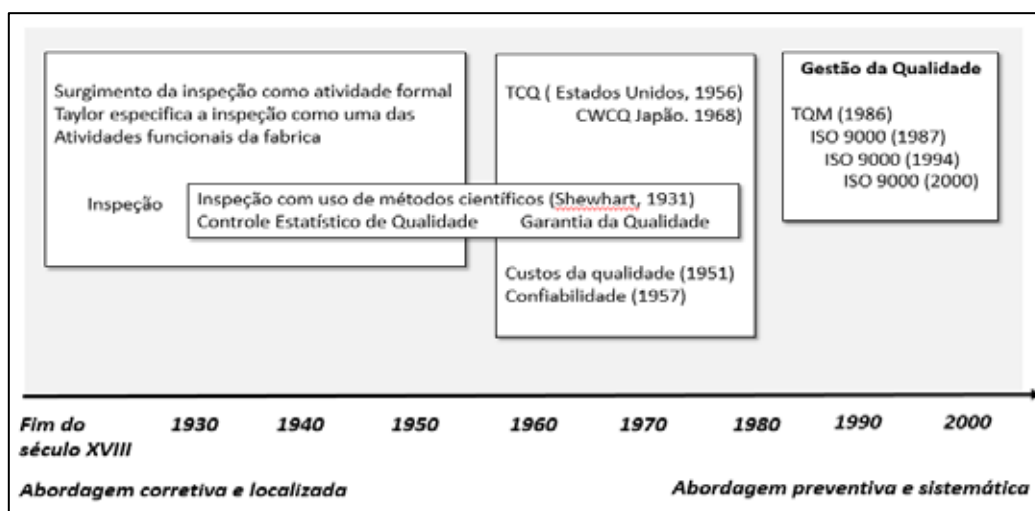 Surgimento da inspeção como atividade formal
Taylor especifica a inspeção como uma das
Atividades funcionais da fabrica
Inspeção
Inspeção com uso de métodos científicos (Shewhart, 1931)
Controle Estatístico de Qualidade Garantia da Qualidade
TCQ ( Estados Unidos, 1956)
CWCQ Japão. 1968)
Custos da qualidade (1951)
Confiabilidade (1957)
Gestão da Qualidade
TQM (1986)
ISO 9000 (1987)
ISO 9000 (1994)
ISO 9000 (2000)
Fim do
século XVIII
1930 1940 1950 1960 1970 1980 1990 2000
Abordagem corretiva e localizada
Abordagem preventiva e sistemática